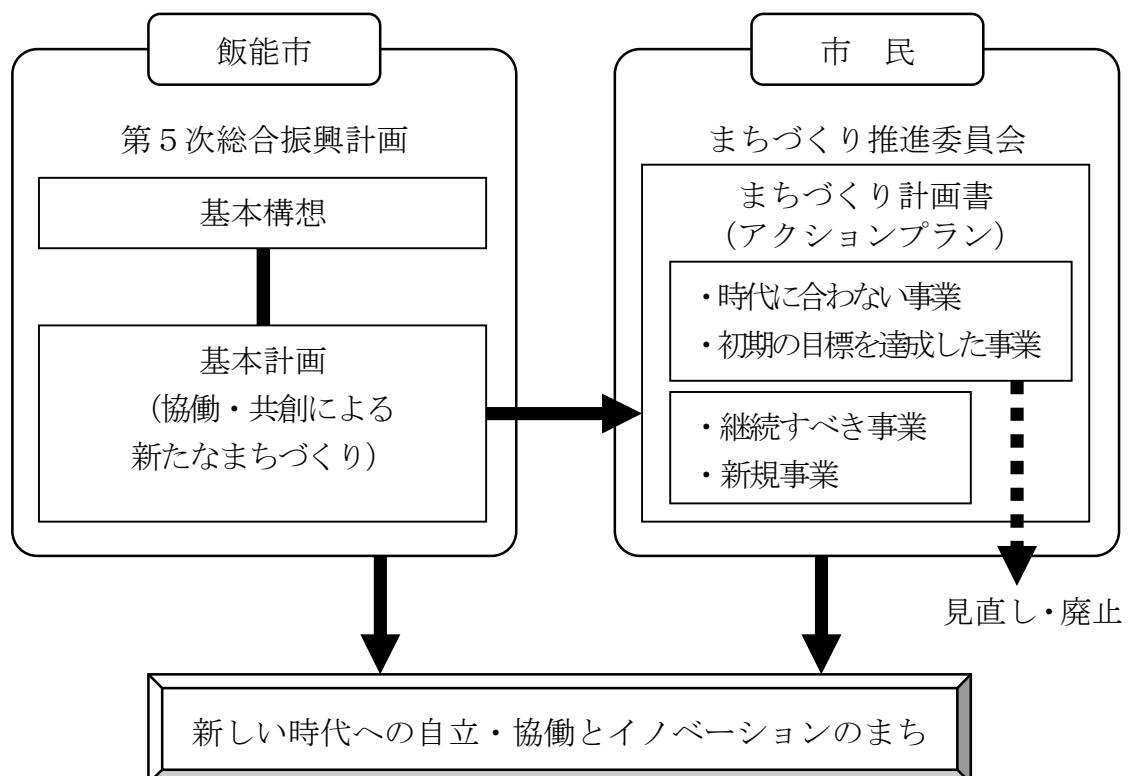 飯能市
第５次総合振興計画
基本構想
基本計画
（協働・共創による
新たなまちづくり）
市　民
まちづくり推進委員会
まちづくり計画書
（アクションプラン）
・時代に合わない事業
・初期の目標を達成した事業
・継続すべき事業
・新規事業
見直し・廃止
新しい時代への自立・協働とイノベーションのまち